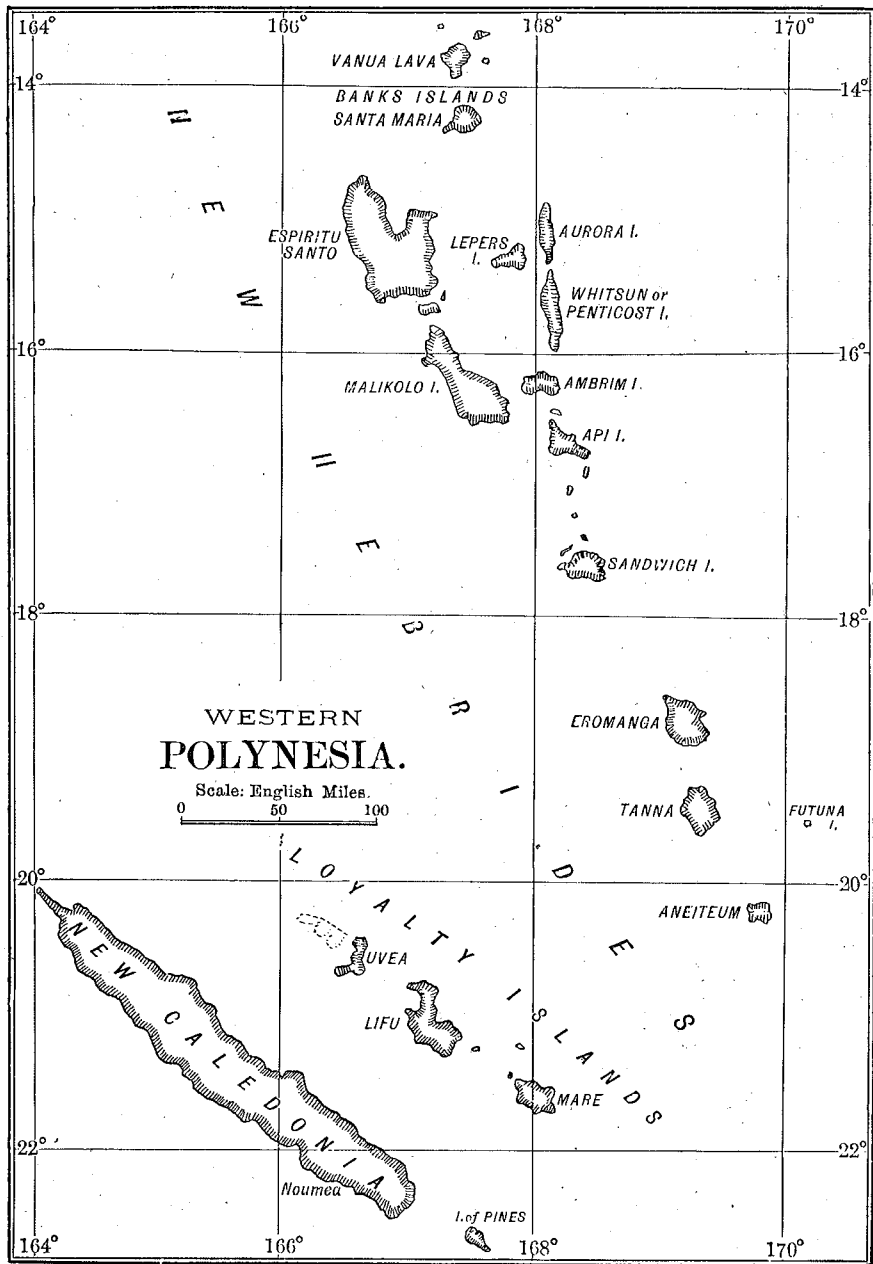 164°
166°
168°
170°
VANUA LAVA
14°
14°
BANKS ISLANDS
SANTA MARIA
NEW HEBRIDES
ESPIRITU
SANTO
LEPERS
I.
AURORA I.
WHITSUN or
PENTICOST I.
16°
16°
MALIKOLO I.
AMBRIM I.
API I.
SANDWICH I.
18°
18°
WESTERN
POLYNESIA.
Scale: English Miles.
0 50 100
EROMANGA
TANNA
FUTUNA
I.
20°
20°
LOYALTY ISLANDS
ANEITEUM
NEW CALEDONIA
UVEA
LIFU
MARE
22°
22°
Noumea
I. of PINES
164°
166°
168°
170°